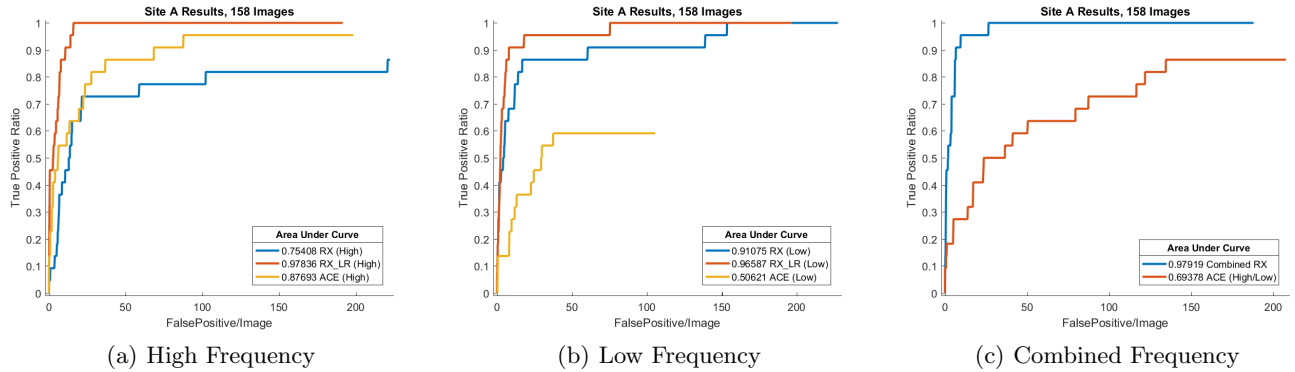 Site A Results, 158 Images
True Positive Ratio
1
0.9
0.8
0.7
0.6
0.5
0.4
0.3
0.2
0.1
0
Area Under Curve
0.75408 RX (High)
0.97836 RX_LR (High)
0.87693 ACE (High)
0 50 100 150 200
FalsePositive/Image
(a) High Frequency
Site A Results, 158 Images
True Positive Ratio
1
0.9
0.8
0.7
0.6
0.5
0.4
0.3
0.2
0.1
0
Area Under Curve
0.91075 RX (Low)
0.96587 RX_LR (Low)
0.50621 ACE (Low)
0 50 100 150 200
FalsePositive/Image
(b) Low Frequency
Site A Results, 158 Images
True Positive Ratio
1
0.9
0.8
0.7
0.6
0.5
0.4
0.3
0.2
0.1
0
Area Under Curve
0.97919 Combined RX
0.69378 ACE (High/Low)
0 50 100 150 200
FalsePositive/Image
(c) Combined Frequency